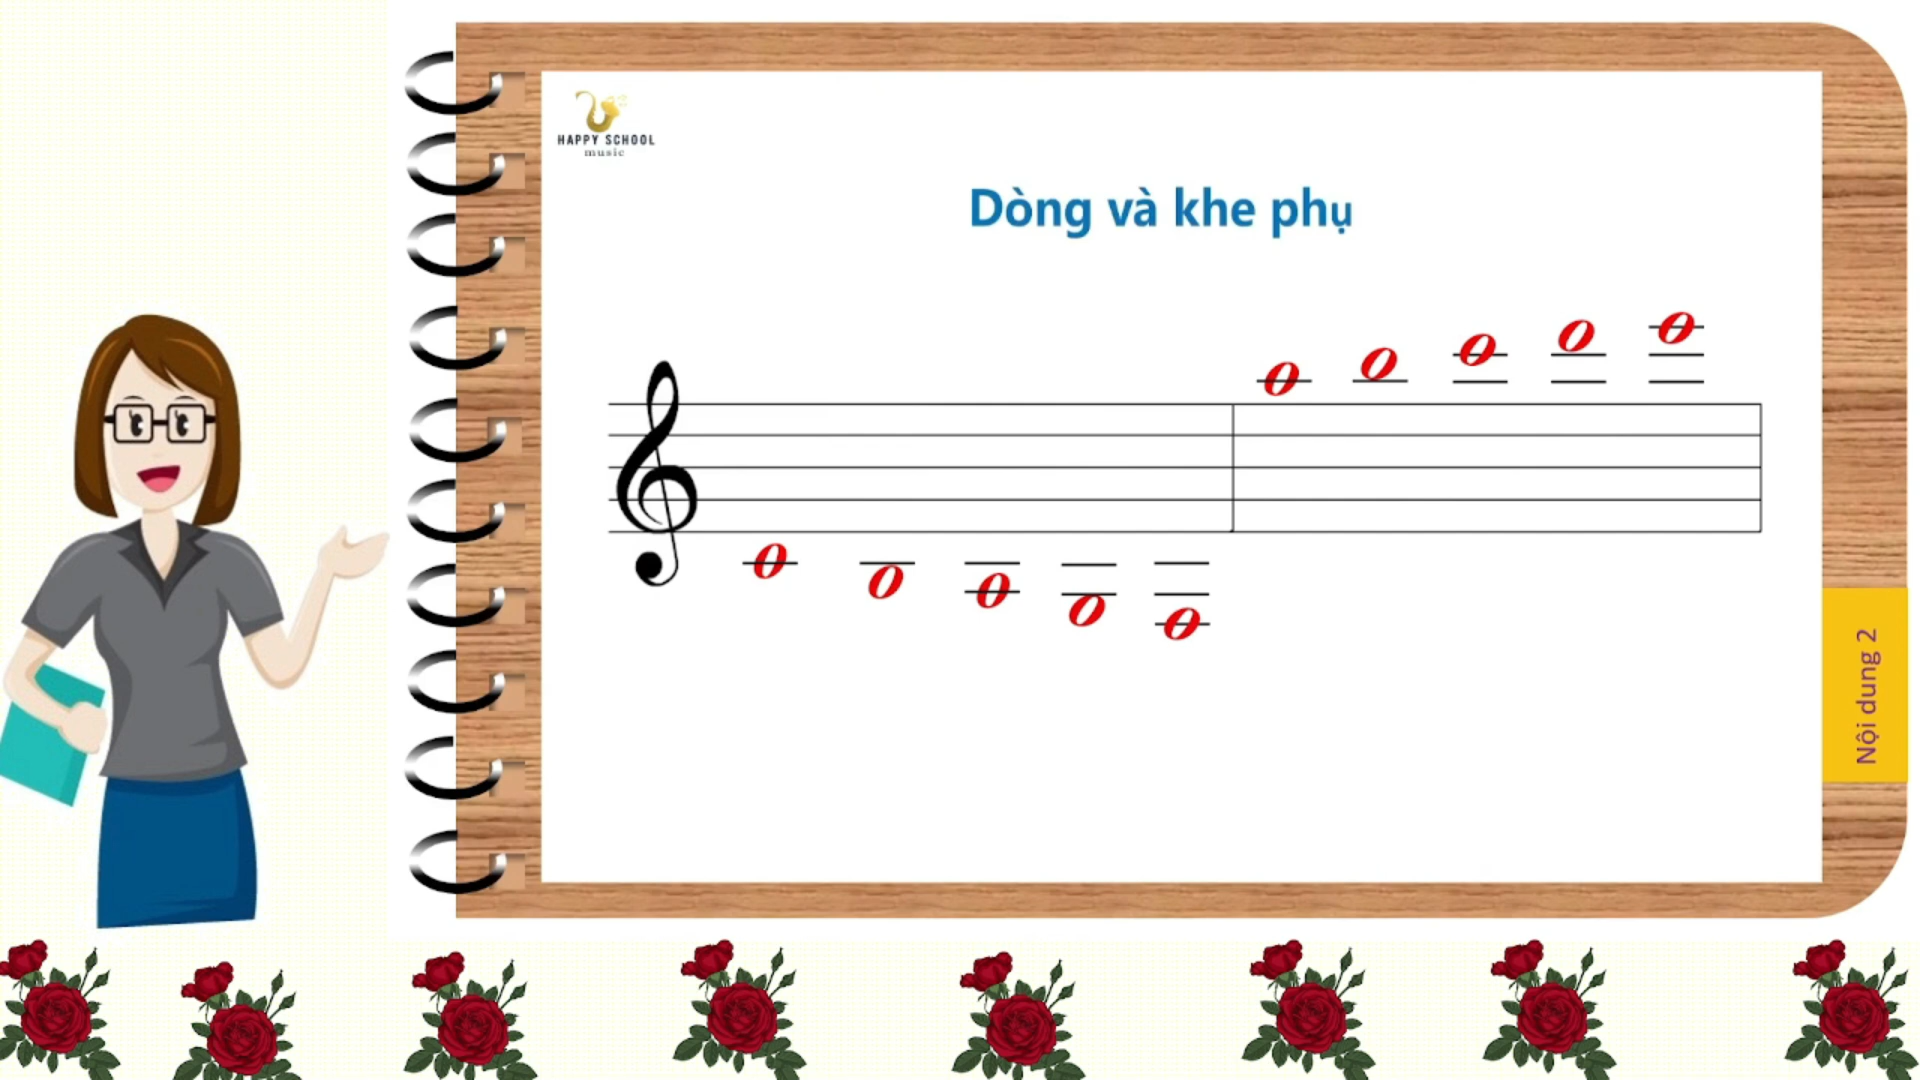 HAPPY SCHOOL
music
Dòng và khe phụ
Nội dung 2